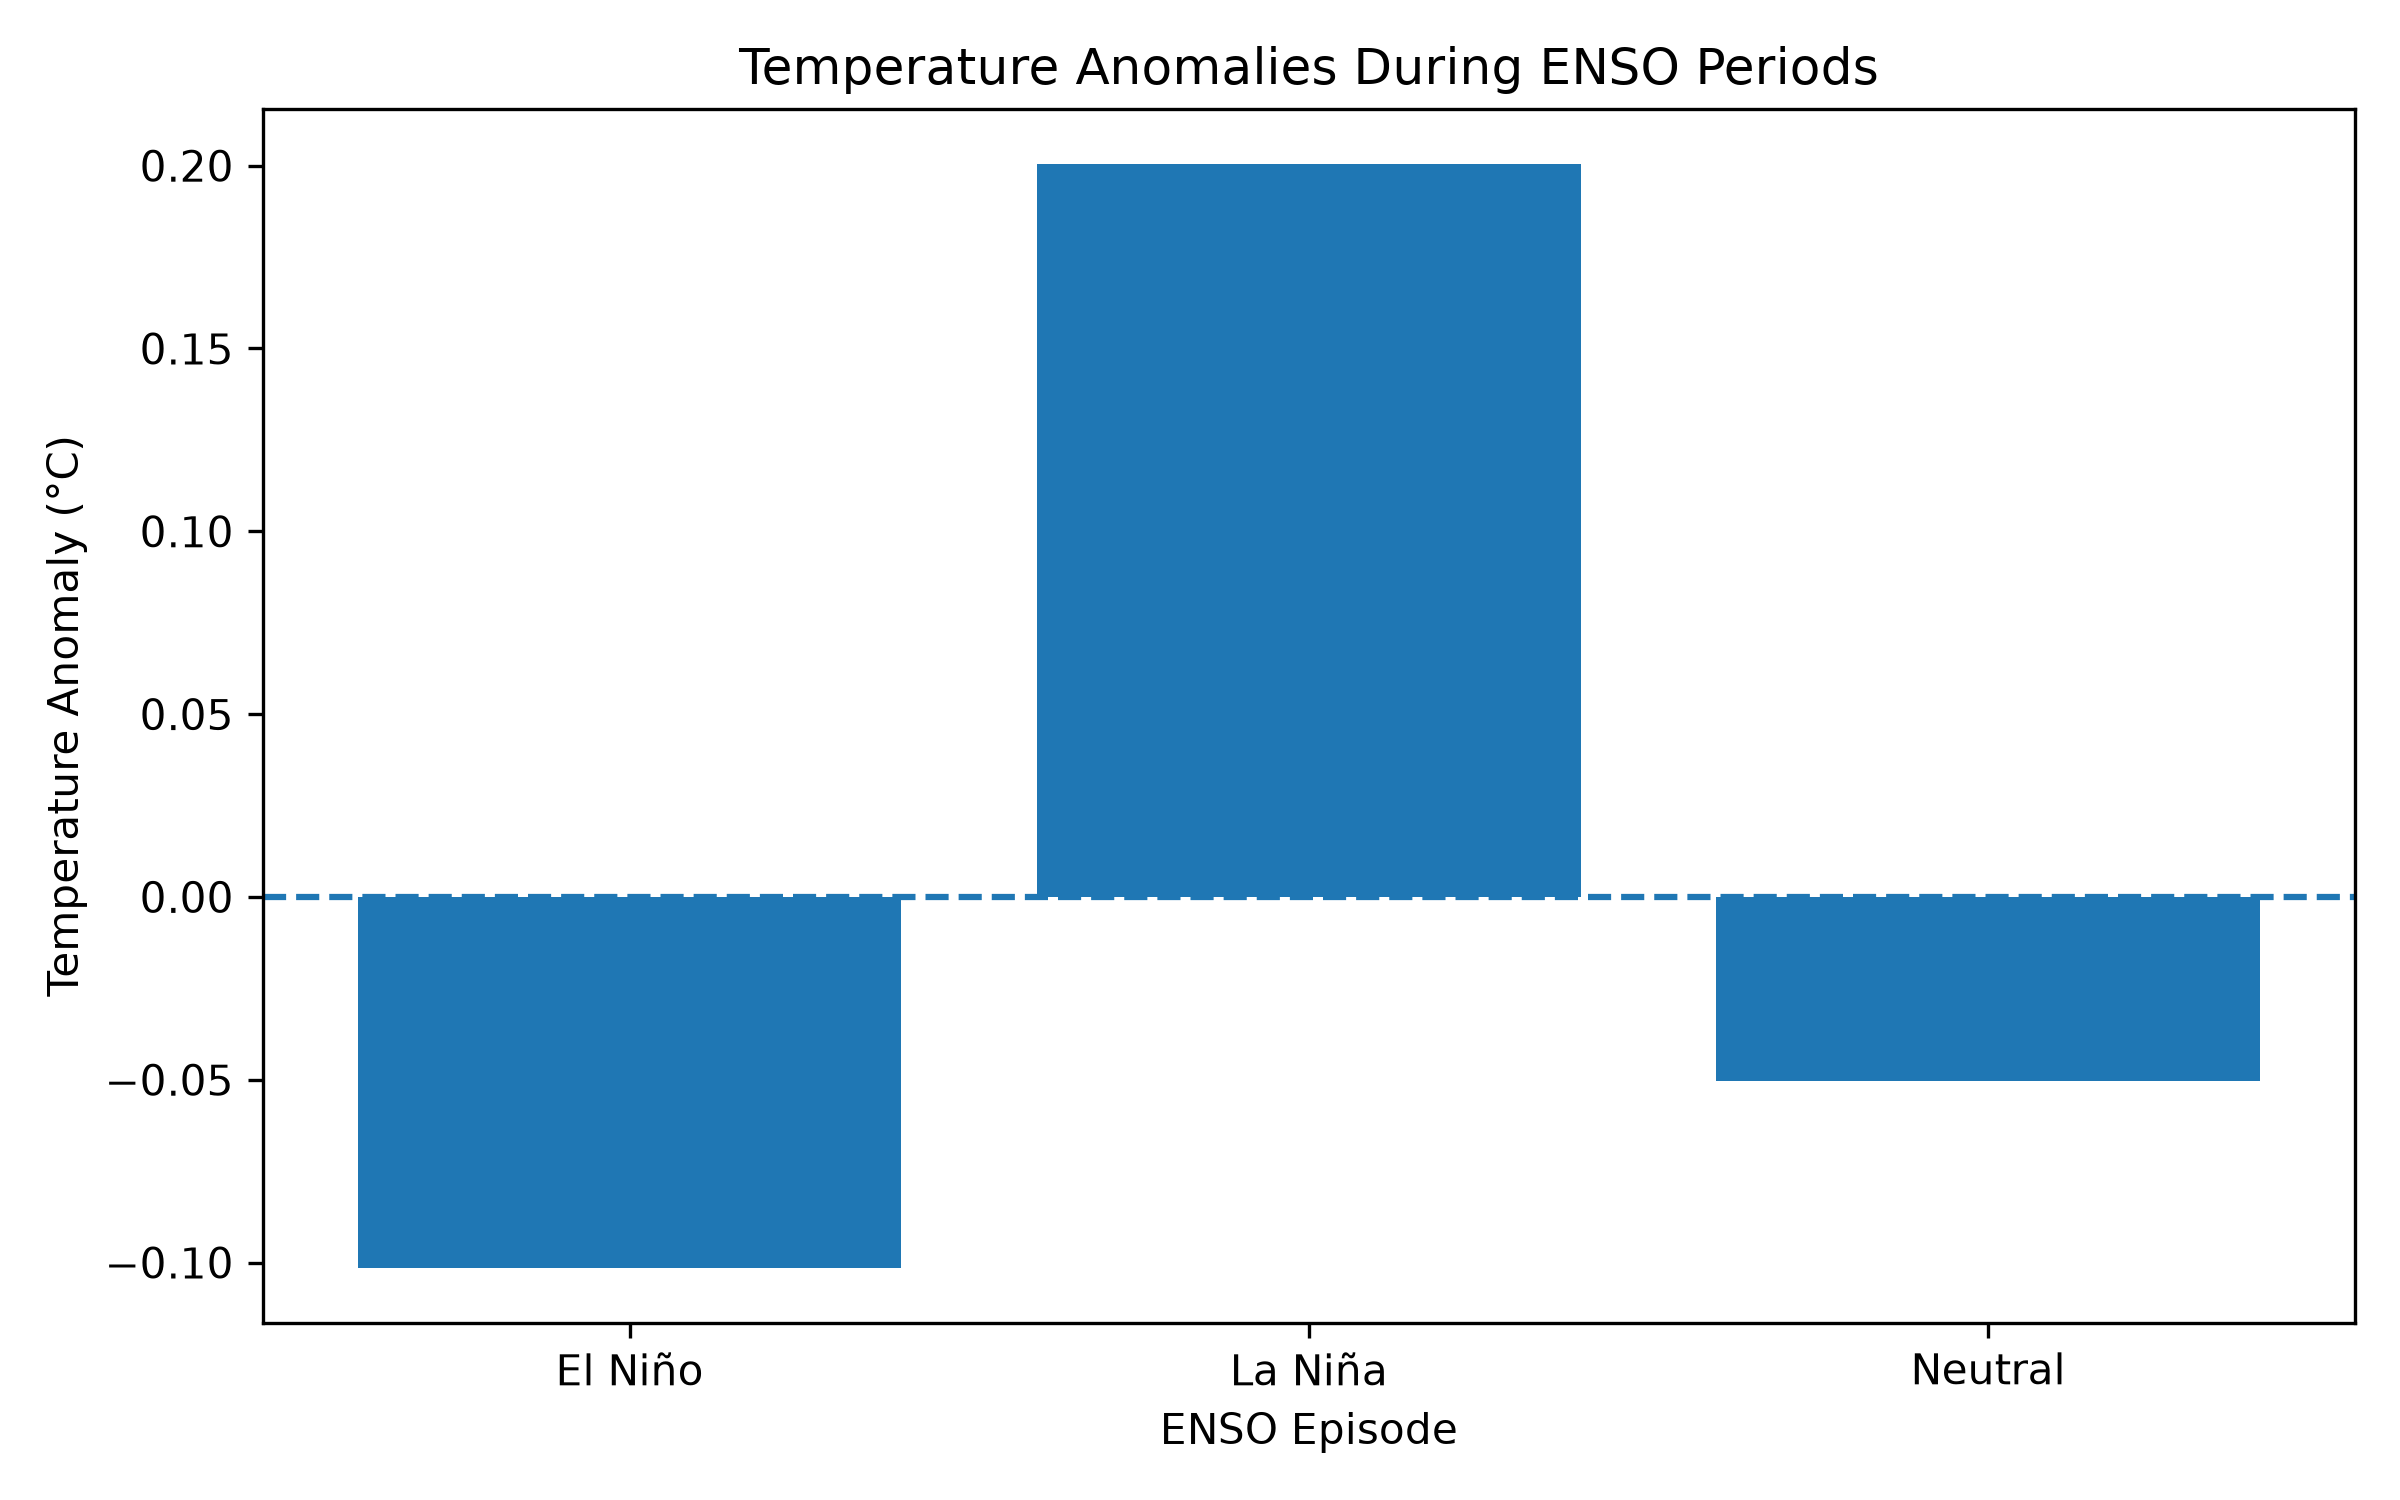 Temperature Anomalies During ENSO Periods
Temperature Anomaly (°C)
0.20
0.15
0.10
0.05
0.00
−0.05
−0.10
El Niño
La Niña
Neutral
ENSO Episode